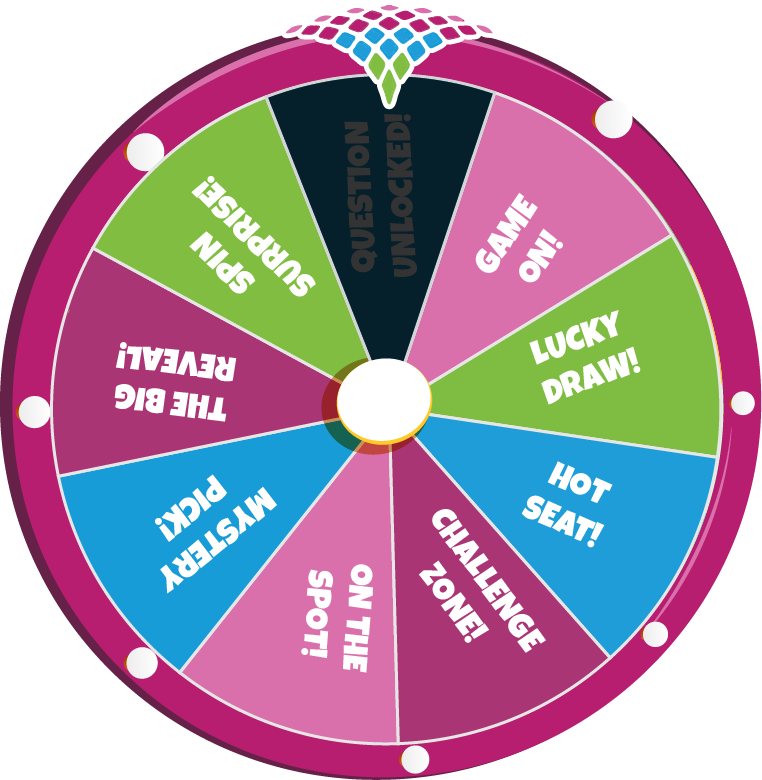 QUESTION
UNLOCKED!
GAME
ON!
LUCKY
DRAW!
HOT
SEAT!
CHALLENGE
ZONE!
ON THE
SPOT!
MYSTERY
PICK!
THE BIG
REVEAL!
SPIN
SURPRISE!